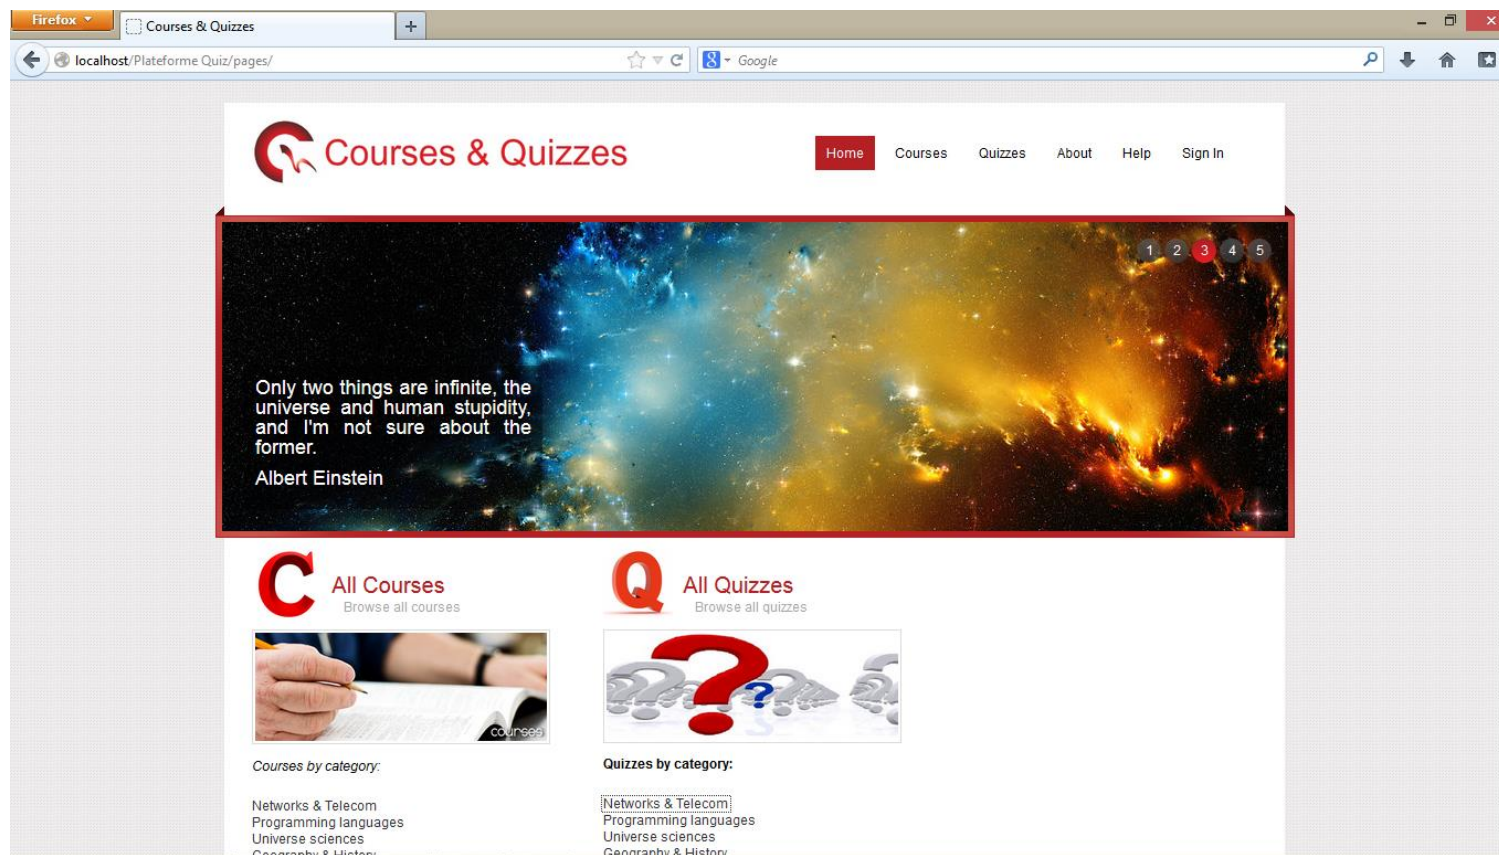 Firefox
Courses & Quizzes
localhost/Plateforme Quiz/pages/
Google
Courses & Quizzes
Home Courses Quizzes About Help Sign In
1 2 3 4 5
Only two things are infinite, the
universe and human stupidity,
and I'm not sure about the
former.
Albert Einstein
All Courses
Browse all courses
courses
Courses by category:
Networks & Telecom
Programming languages
Universe sciences
Geography & History
All Quizzes
Browse all quizzes
Quizzes by category:
Networks & Telecom
Programming languages
Universe sciences
Geography & History